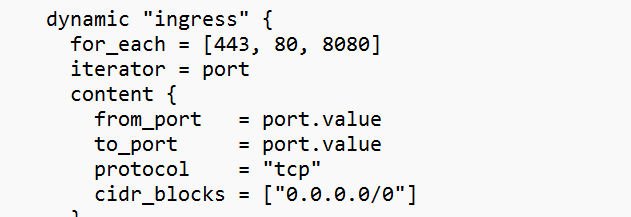 dynamic "ingress" {
for_each = [443, 80, 8080]
iterator = port
content {
from_port = port.value
to_port = port.value
protocol = "tcp"
cidr_blocks = ["0.0.0.0/0"]
}